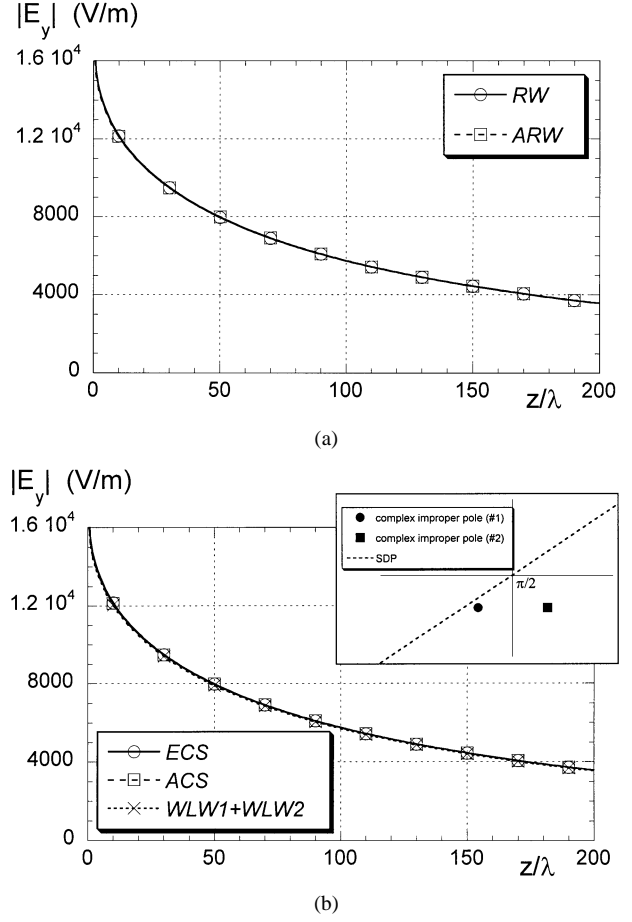 |E_y| (V/m)
1.6 10^4
1.2 10^4
8000
4000
0
RW
ARW
0 50 100 150 200
z/λ
(a)
|E_y| (V/m)
1.6 10^4
1.2 10^4
8000
4000
0
complex improper pole (#1)
complex improper pole (#2)
SDP
π/2
ECS
ACS
WLW1+WLW2
0 50 100 150 200
z/λ
(b)